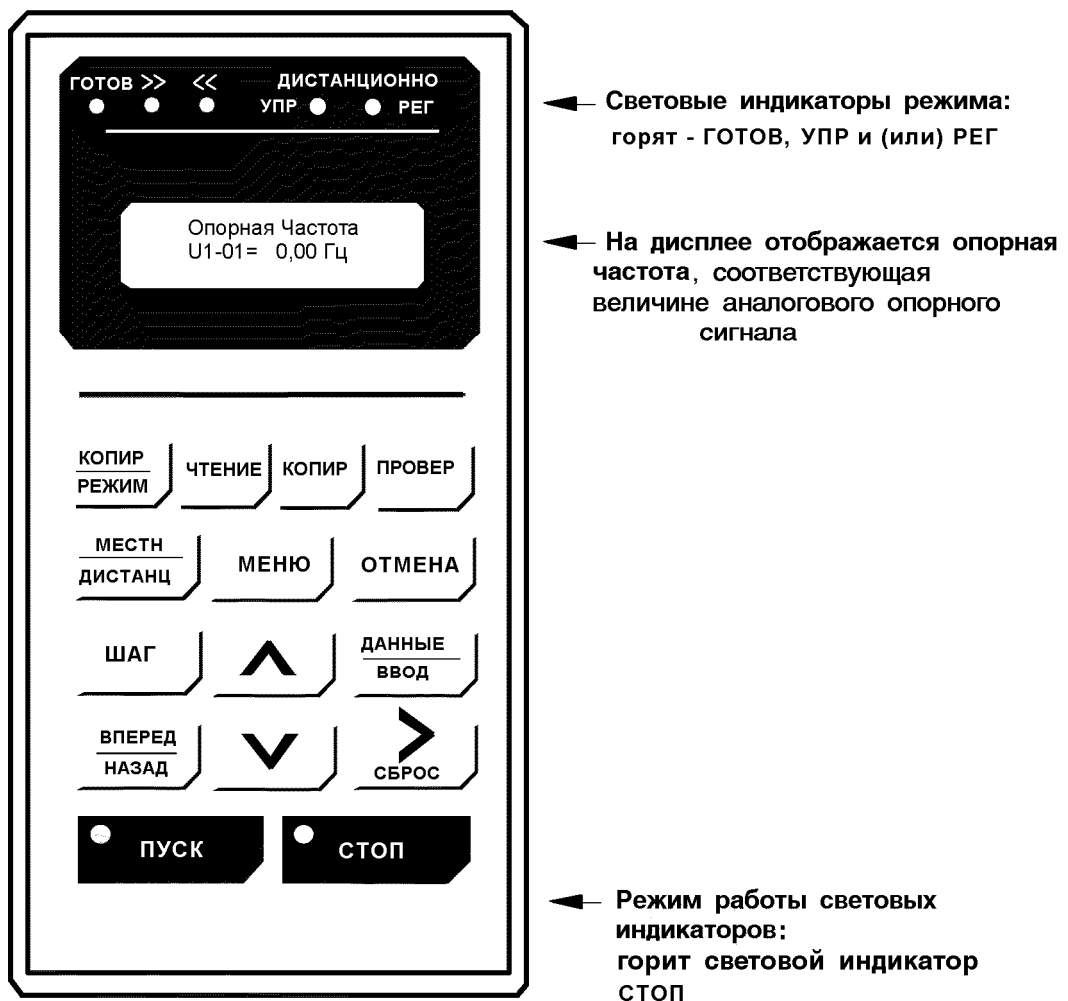 ГОТОВ >> << ДИСТАНЦИОННО
УПР РЕГ
Опорная Частота
U1-01= 0,00 Гц
Световые индикаторы режима:
горят - ГОТОВ, УПР и (или) РЕГ
На дисплее отображается опорная
частота, соответствующая
величине аналогового опорного
сигнала
КОПИР
РЕЖИМ
ЧТЕНИЕ
КОПИР
ПРОВЕР
МЕСТН
ДИСТАНЦ
МЕНЮ
ОТМЕНА
ШАГ
ДАННЫЕ
ВВОД
ВПЕРЕД
НАЗАД
СБРОС
ПУСК
СТОП
Режим работы световых
индикаторов:
горит световой индикатор
СТОП